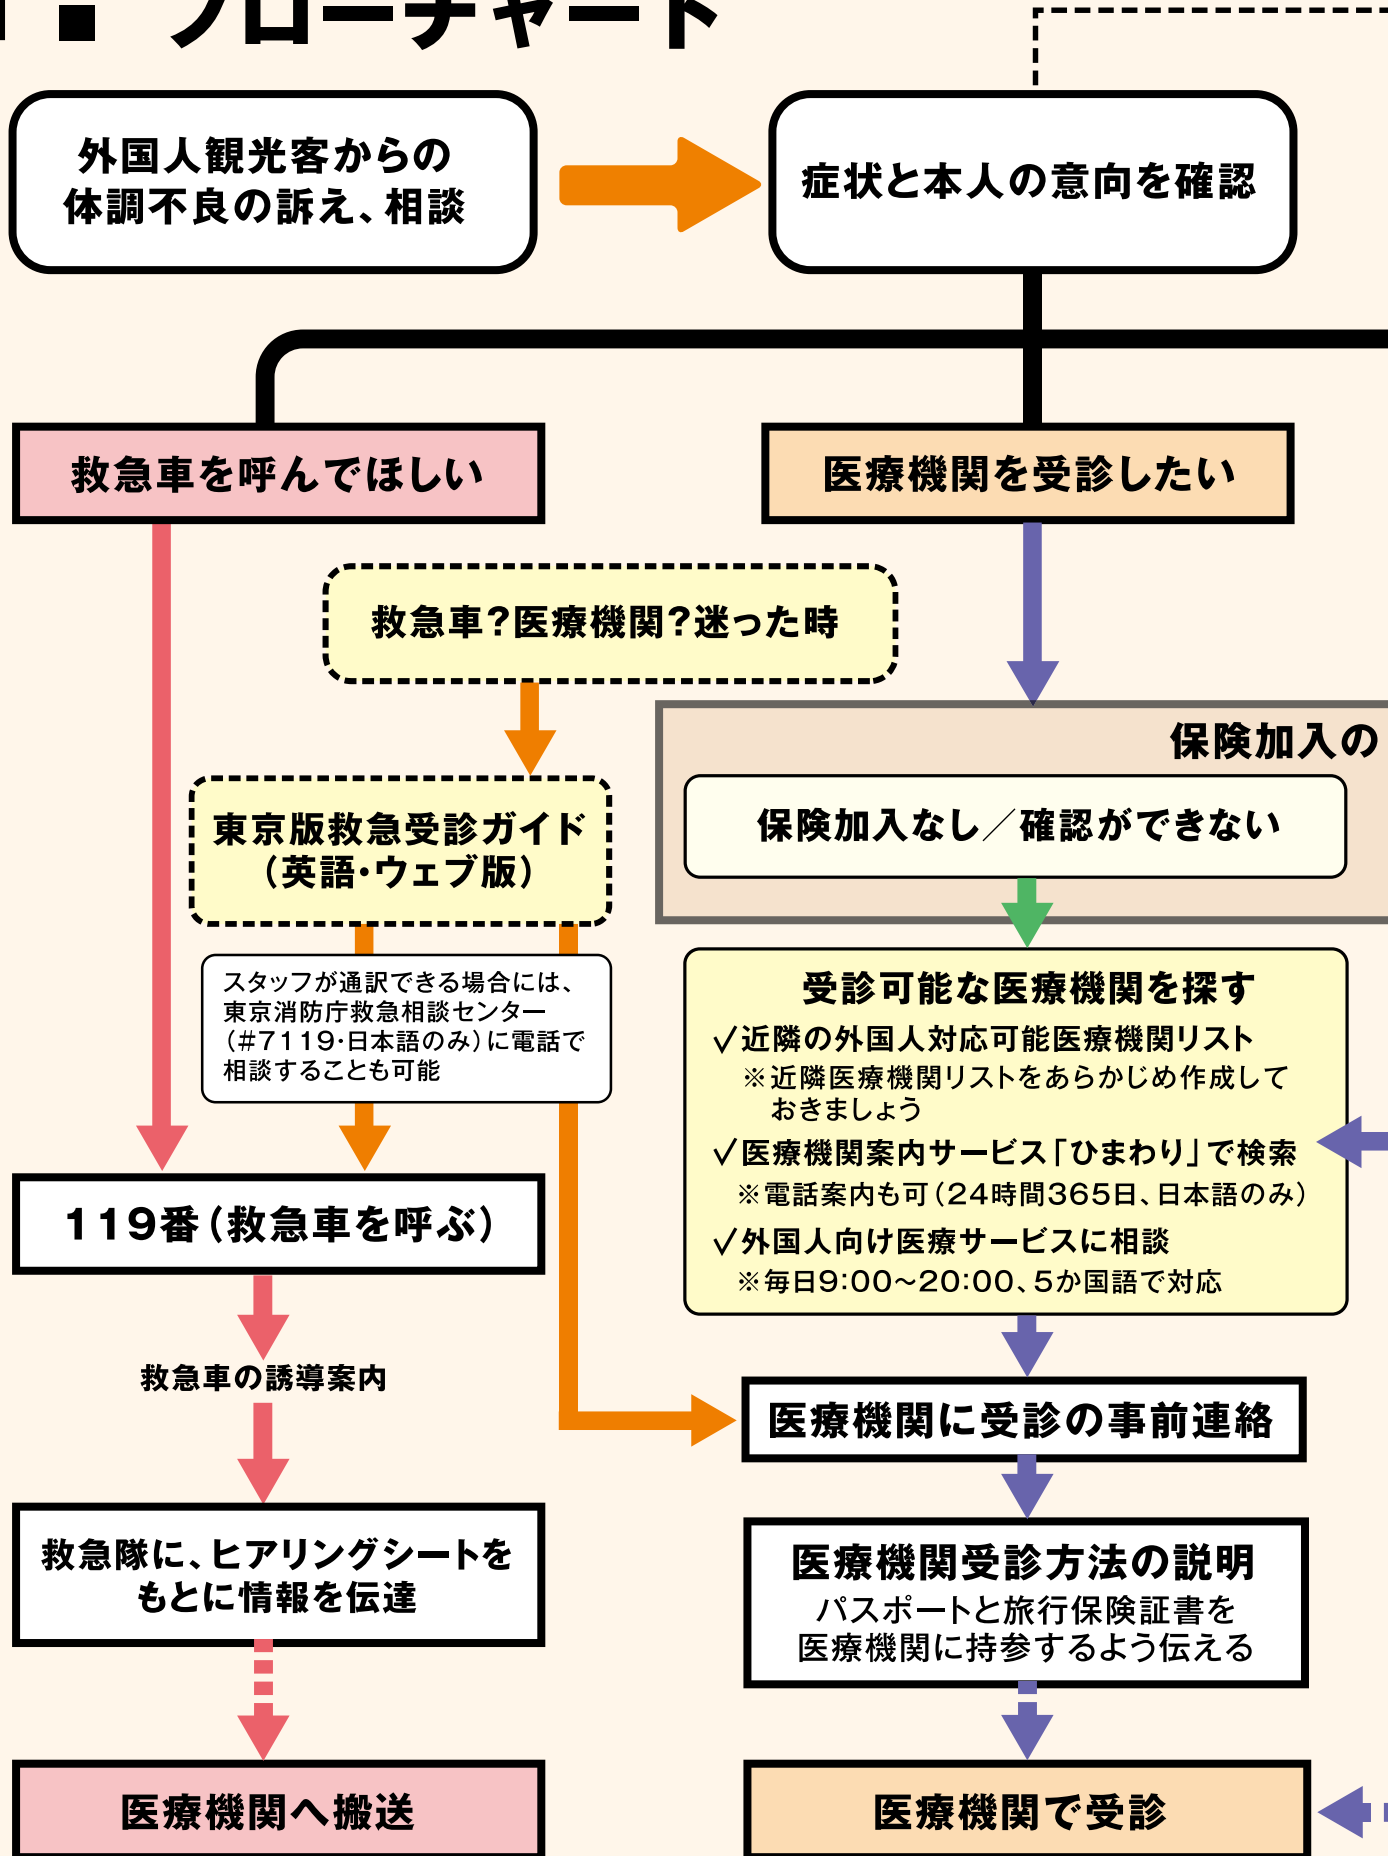 フローチャート
外国人観光客からの
体調不良の訴え、相談
症状と本人の意向を確認
救急車を呼んでほしい
医療機関を受診したい
救急車?医療機関?迷った時
保険加入の
保険加入なし／確認ができない
東京版救急受診ガイド
（英語・ウェブ版）
スタッフが通訳できる場合には、
東京消防庁救急相談センター
（#7119・日本語のみ）に電話で
相談することも可能
受診可能な医療機関を探す
✓近隣の外国人対応可能医療機関リスト
※近隣医療機関リストをあらかじめ作成して
おきましょう
✓医療機関案内サービス「ひまわり」で検索
※電話案内も可（24時間365日、日本語のみ）
✓外国人向け医療サービスに相談
※毎日9:00～20:00、5か国語で対応
119番（救急車を呼ぶ）
救急車の誘導案内
医療機関に受診の事前連絡
救急隊に、ヒアリングシートを
もとに情報を伝達
医療機関受診方法の説明
パスポートと旅行保険証書を
医療機関に持参するよう伝える
医療機関へ搬送
医療機関で受診